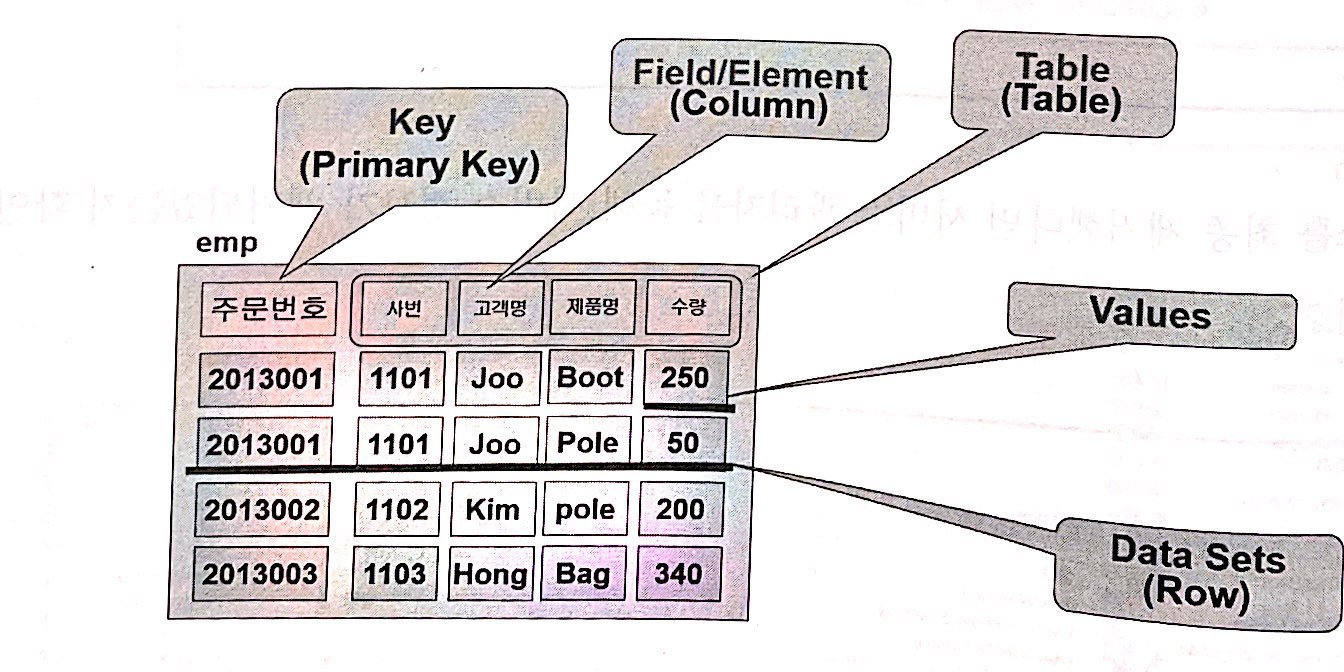 Key
(Primary Key)
Field/Element
(Column)
Table
(Table)
emp
주문번호 사번 고객명 제품명 수량
2013001 1101 Joo Boot 250
2013001 1101 Joo Pole 50
2013002 1102 Kim pole 200
2013003 1103 Hong Bag 340
Values
Data Sets
(Row)